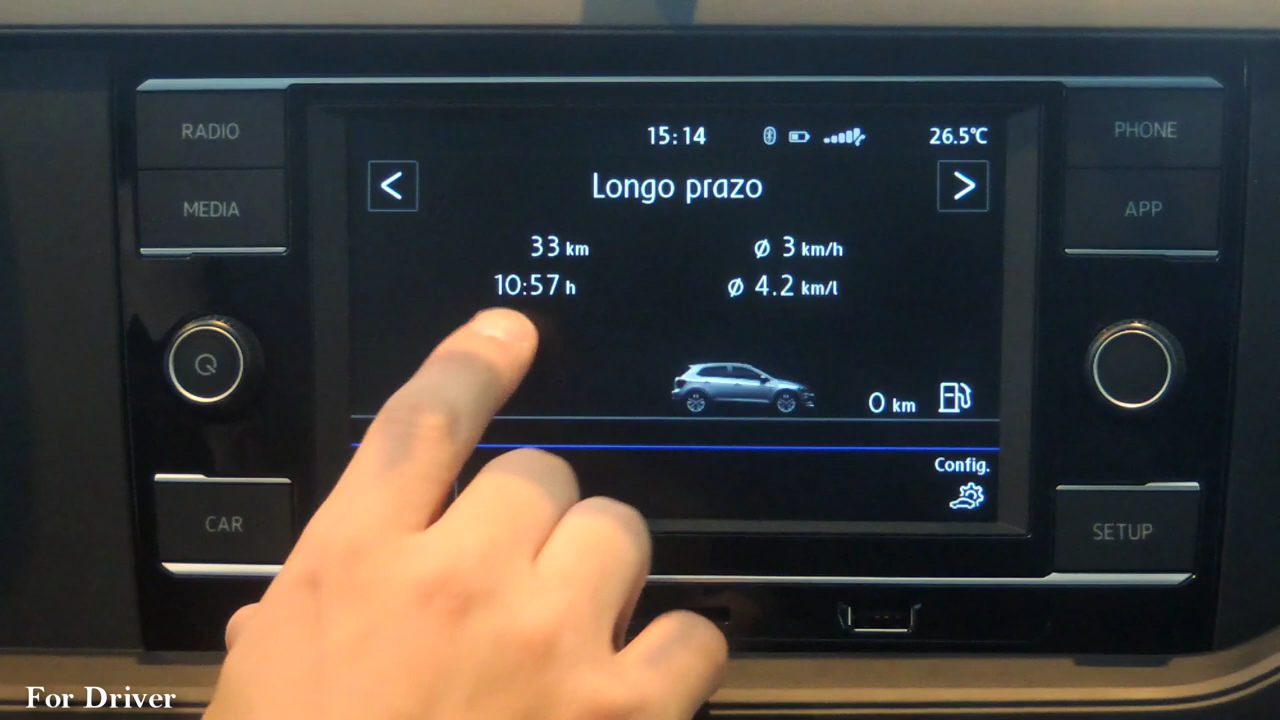 RADIO
MEDIA
CAR
15:14
26.5°C
<
Longo prazo
>
33 km
ø 3 km/h
10:57 h
ø 4.2 km/l
0 km
Config.
PHONE
APP
SETUP
For Driver